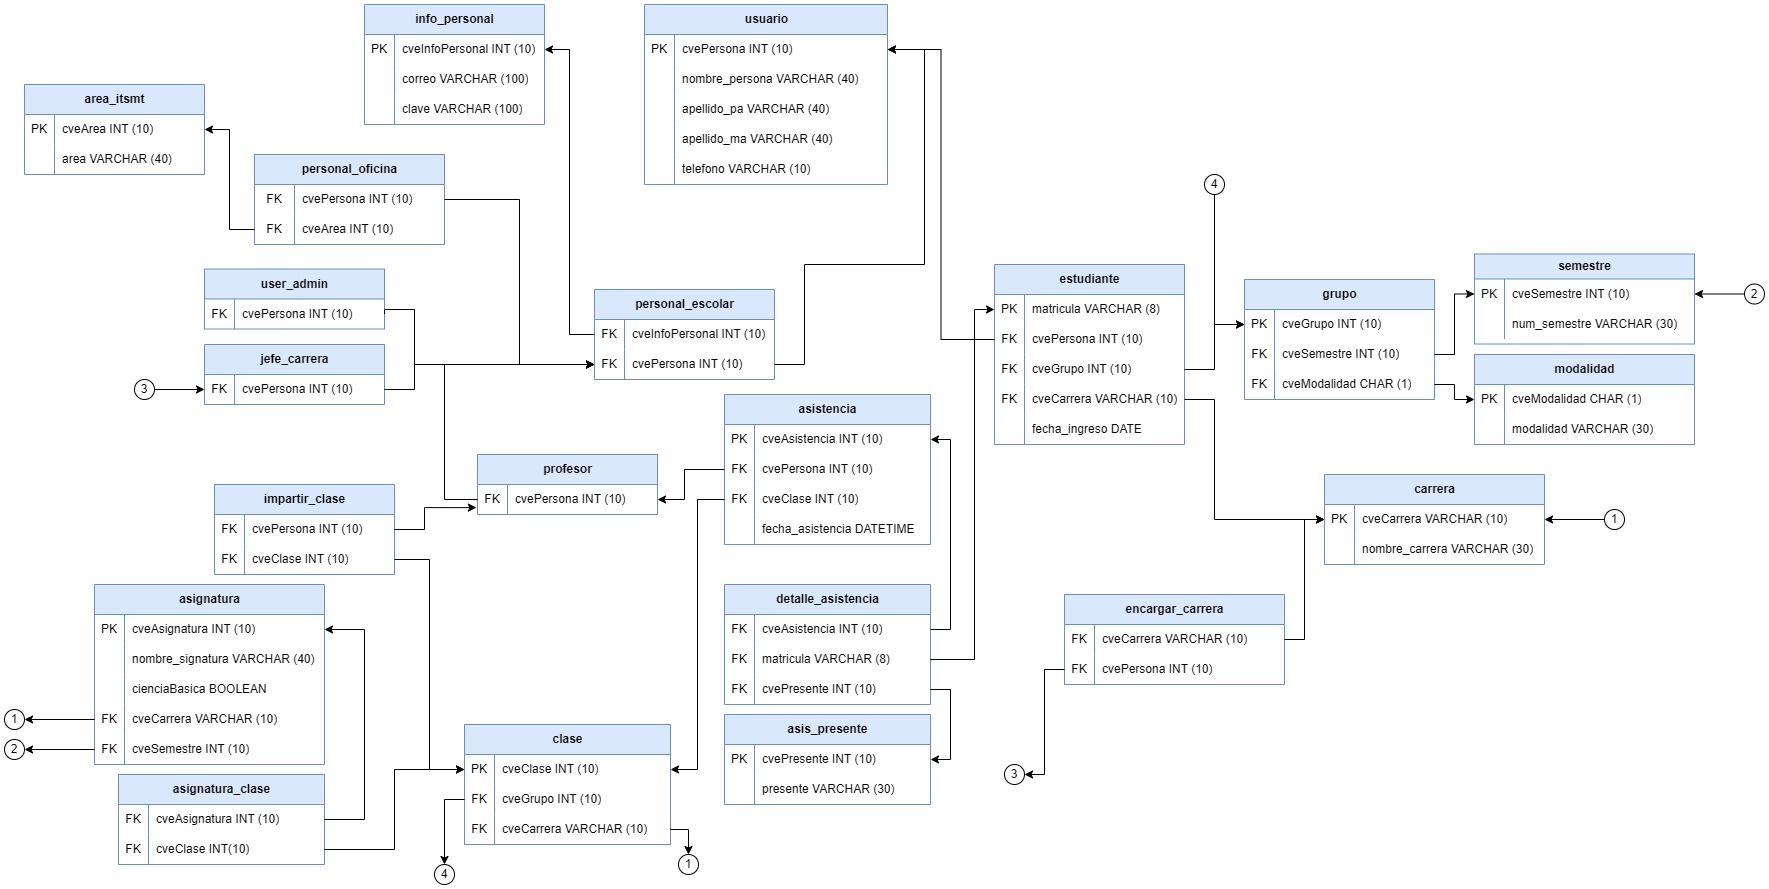 info_personal
PK cveInfoPersonal INT (10)
correo VARCHAR (100)
clave VARCHAR (100)
usuario
PK cvePersona INT (10)
nombre_persona VARCHAR (40)
apellido_pa VARCHAR (40)
apellido_ma VARCHAR (40)
telefono VARCHAR (10)
area_itsmt
PK cveArea INT (10)
area VARCHAR (40)
personal_oficina
FK cvePersona INT (10)
FK cveArea INT (10)
user_admin
FK cvePersona INT (10)
jefe_carrera
FK cvePersona INT (10)
3
personal_escolar
FK cveInfoPersonal INT (10)
FK cvePersona INT (10)
estudiante
PK matricula VARCHAR (8)
FK cvePersona INT (10)
FK cveGrupo INT (10)
FK cveCarrera VARCHAR (10)
fecha_ingreso DATE
4
grupo
PK cveGrupo INT (10)
FK cveSemestre INT (10)
FK cveModalidad CHAR (1)
semestre
PK cveSemestre INT (10)
num_semestre VARCHAR (30)
2
modalidad
PK cveModalidad CHAR (1)
modalidad VARCHAR (30)
asistencia
PK cveAsistencia INT (10)
FK cvePersona INT (10)
FK cveClase INT (10)
fecha_asistencia DATETIME
profesor
FK cvePersona INT (10)
impartir_clase
FK cvePersona INT (10)
FK cveClase INT (10)
carrera
PK cveCarrera VARCHAR (10)
nombre_carrera VARCHAR (30)
1
asignatura
PK cveAsignatura INT (10)
nombre_signatura VARCHAR (40)
cienciaBasica BOOLEAN
FK cveCarrera VARCHAR (10)
FK cveSemestre INT (10)
1
2
detalle_asistencia
FK cveAsistencia INT (10)
FK matricula VARCHAR (8)
FK cvePresente INT (10)
encargar_carrera
FK cveCarrera VARCHAR (10)
FK cvePersona INT (10)
3
asis_presente
PK cvePresente INT (10)
presente VARCHAR (30)
clase
PK cveClase INT (10)
FK cveGrupo INT (10)
FK cveCarrera VARCHAR (10)
4
1
asignatura_clase
FK cveAsignatura INT (10)
FK cveClase INT(10)